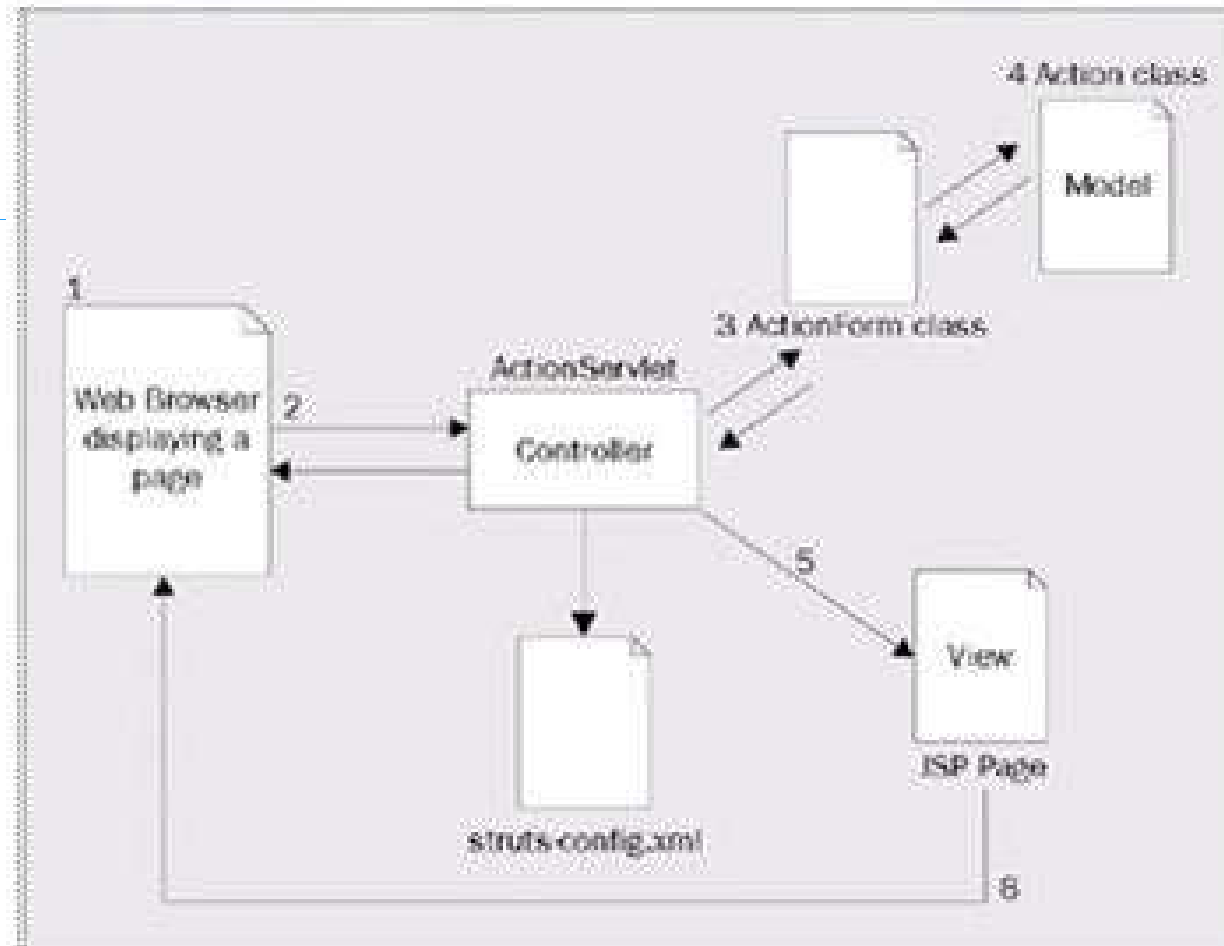 4 Action class
Model
3 ActionForm class
1
Web Browser
displaying a
page
2
ActionServlet
Controller
5
View
JSP Page
struts-config.xml